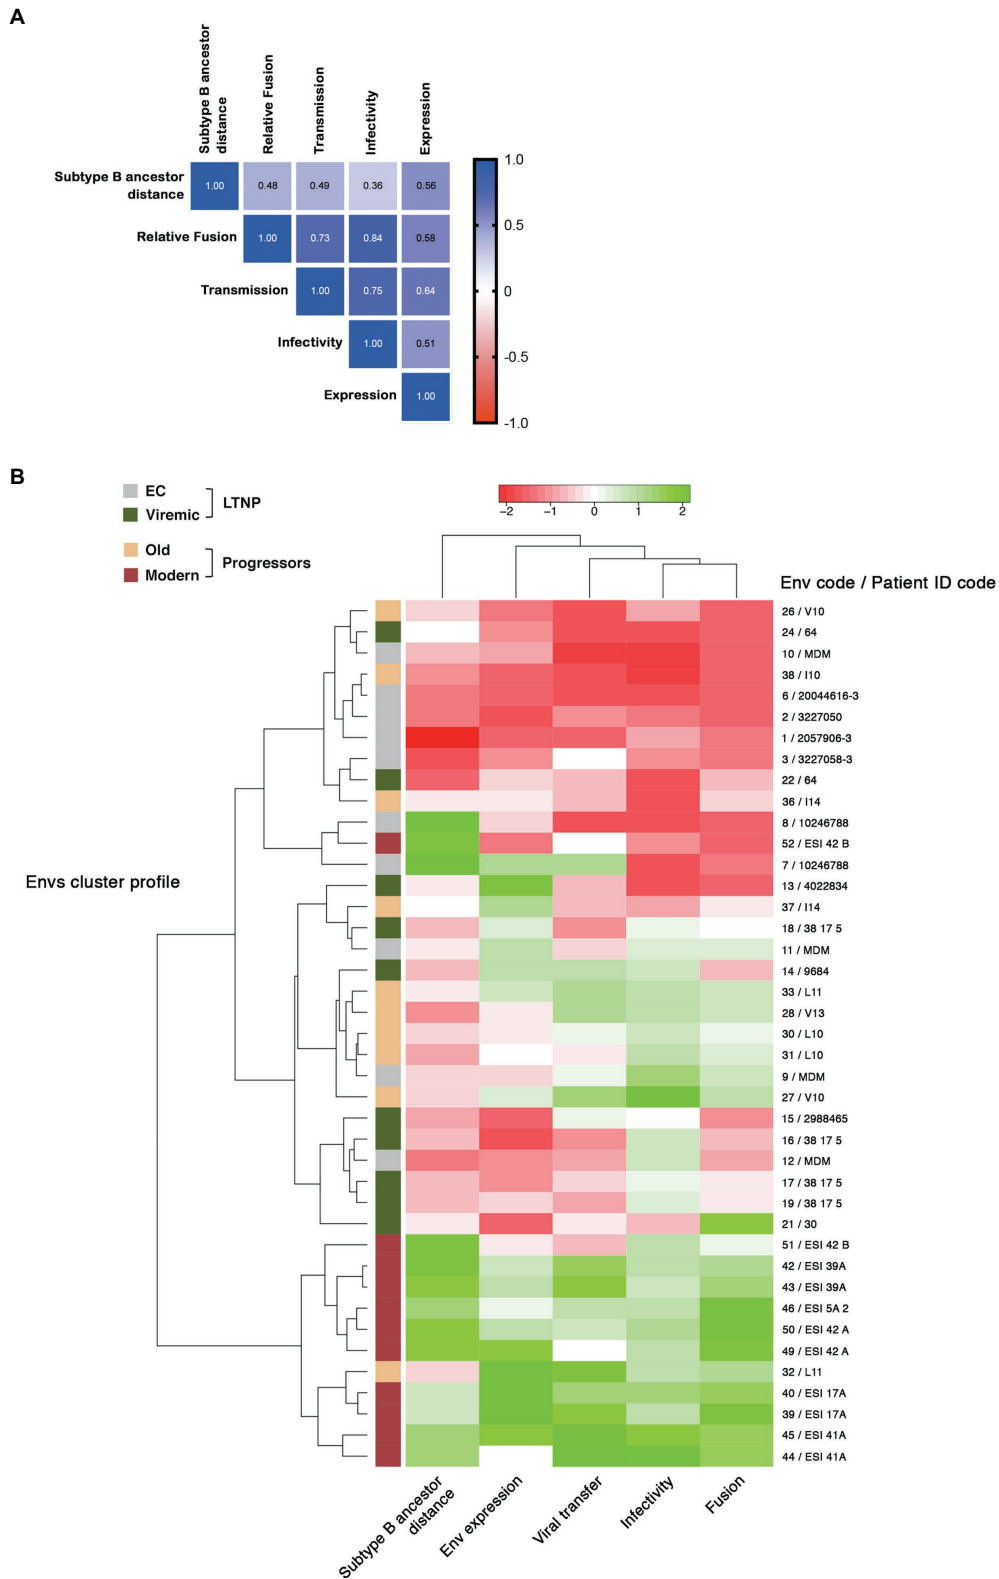 A
Subtype B ancestor
distance
Relative Fusion
Transmission
Infectivity
Expression
Subtype B ancestor
distance
1.00 0.48 0.49 0.36 0.56
Relative Fusion
1.00 0.73 0.84 0.58
Transmission
1.00 0.75 0.64
Infectivity
1.00 0.51
Expression
1.00
1.0
0.5
0
-0.5
-1.0
B
EC
Viremic
LTNP
Old
Modern
Progressors
−2 −1 0 1 2
Env code / Patient ID code
Envs cluster profile
26 / V10
24 / 64
10 / MDM
38 / I10
6 / 20044616-3
2 / 3227050
1 / 2057906-3
3 / 3227058-3
22 / 64
36 / I14
8 / 10246788
52 / ESI 42 B
7 / 10246788
13 / 4022834
37 / I14
18 / 38 17 5
11 / MDM
14 / 9684
33 / L11
28 / V13
30 / L10
31 / L10
9 / MDM
27 / V10
15 / 2988465
16 / 38 17 5
12 / MDM
17 / 38 17 5
19 / 38 17 5
21 / 30
51 / ESI 42 B
42 / ESI 39A
43 / ESI 39A
46 / ESI 5A 2
50 / ESI 42 A
49 / ESI 42 A
32 / L11
40 / ESI 17A
39 / ESI 17A
45 / ESI 41A
44 / ESI 41A
Subtype B ancestor
distance
Env expression
Viral transfer
Infectivity
Fusion